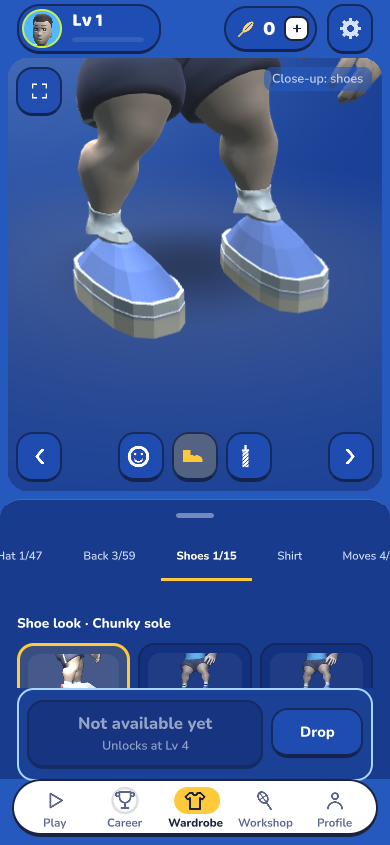 Lv 1
0
+
Close-up: shoes
Hat 1/47
Back 3/59
Shoes 1/15
Shirt
Moves 4/
Shoe look · Chunky sole
Not available yet
Unlocks at Lv 4
Drop
Play
Career
Wardrobe
Workshop
Profile